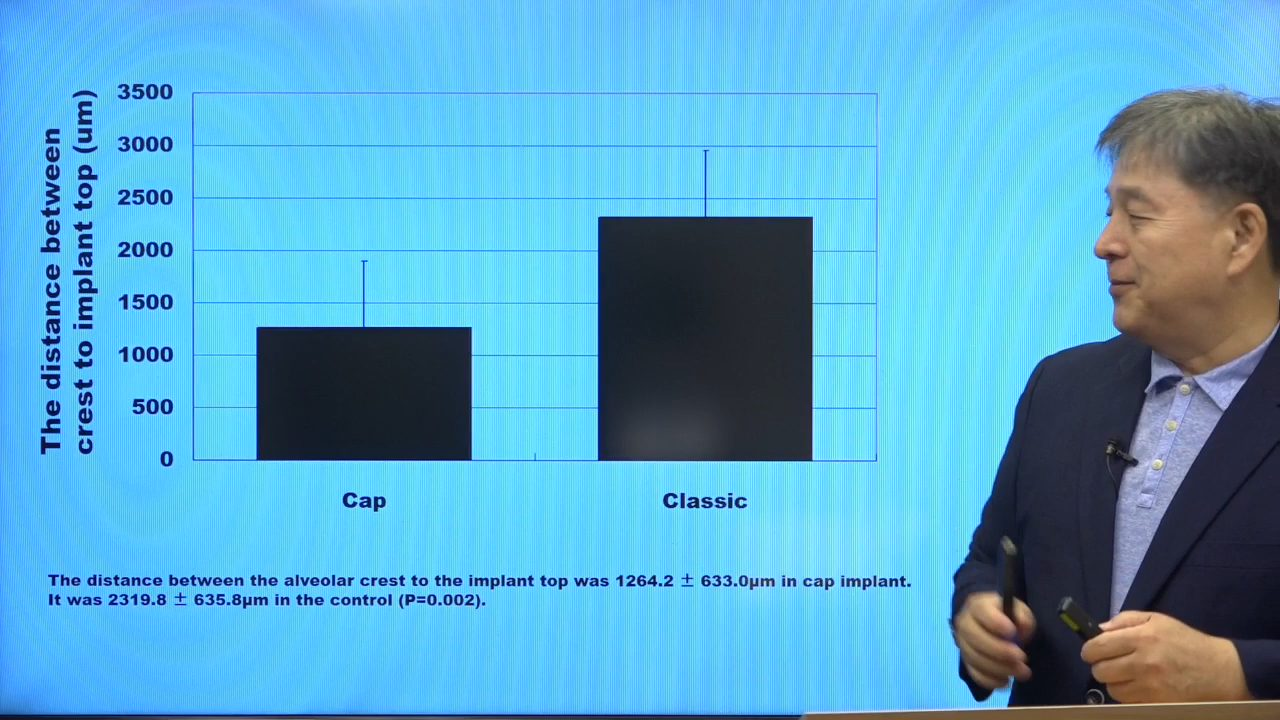 The distance between
crest to implant top (um)
3500
3000
2500
2000
1500
1000
500
0
Cap
Classic
The distance between the alveolar crest to the implant top was 1264.2 ± 633.0µm in cap implant.
It was 2319.8 ± 635.8µm in the control (P=0.002).